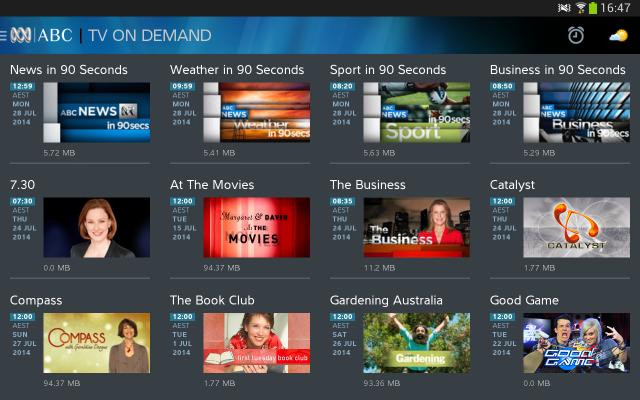 16:47
ABC | TV ON DEMAND
News in 90 Seconds
12:59
AEST
MON
28 JUL
2014
ABC NEWS
in 90secs
5.72 MB
Weather in 90 Seconds
09:59
AEST
MON
28 JUL
2014
ABC
NEWS
Weather
in 90secs
5.41 MB
Sport in 90 Seconds
08:20
AEST
MON
28 JUL
2014
ABC
NEWS
in 90secs
Sport
5.63 MB
Business in 90 Seconds
08:50
AEST
MON
28 JUL
2014
ABC
NEWS
Business
in 90secs
5.29 MB
7.30
07:30
AEST
THU
24 JUL
2014
0.0 MB
At The Movies
12:00
AEST
TUE
15 JUL
2014
Margaret & DAVID
At THE
MOVIES
94.37 MB
The Business
08:35
AEST
THU
24 JUL
2014
The
Business
11.2 MB
Catalyst
12:00
AEST
THU
24 JUL
2014
CATALYST
1.77 MB
Compass
12:00
AEST
SUN
27 JUL
2014
COMPASS
with Geraldine Doogue
94.37 MB
The Book Club
12:00
AEST
TUE
1 JUL
2014
first tuesday book club
1.77 MB
Gardening Australia
12:00
AEST
SAT
26 JUL
2014
Gardening
93.36 MB
Good Game
12:00
AEST
TUE
22 JUL
2014
GOOD
GAME
0.0 MB